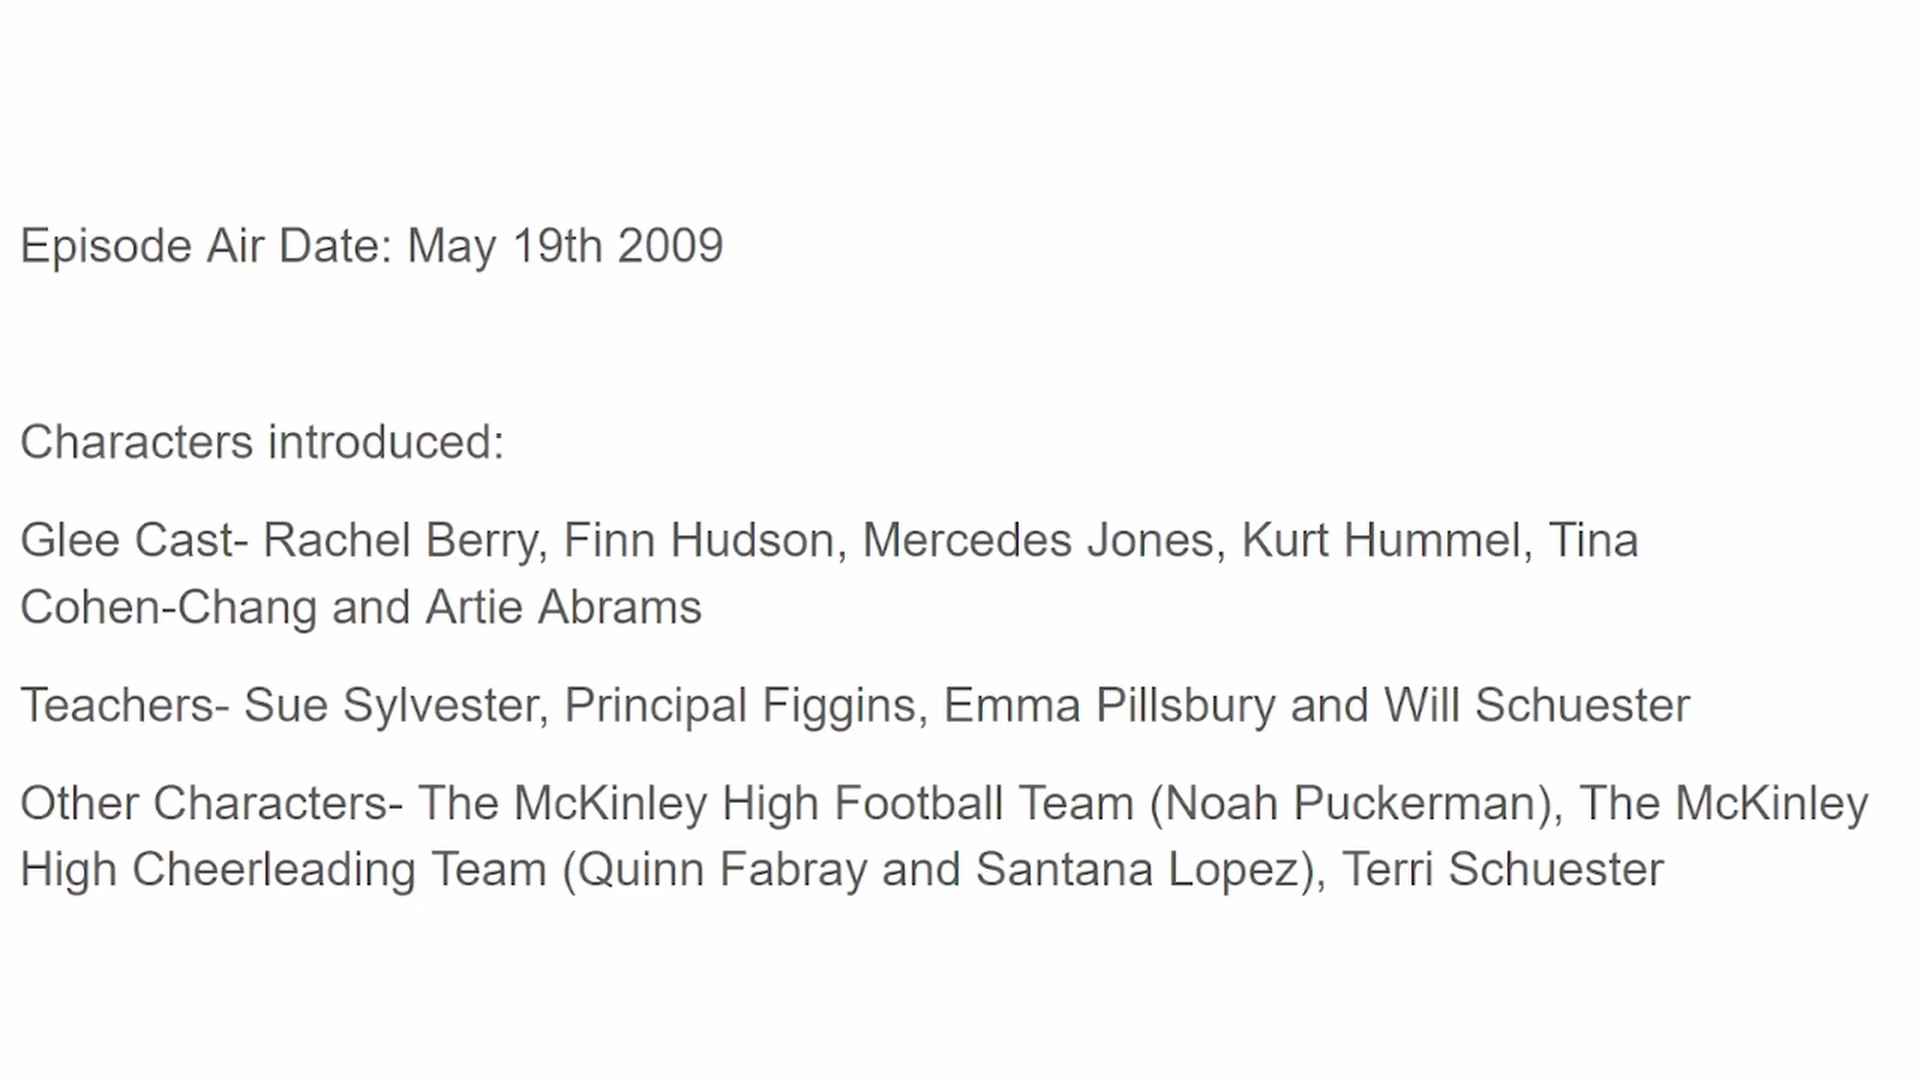 Episode Air Date: May 19th 2009
Characters introduced:
Glee Cast- Rachel Berry, Finn Hudson, Mercedes Jones, Kurt Hummel, Tina
Cohen-Chang and Artie Abrams
Teachers- Sue Sylvester, Principal Figgins, Emma Pillsbury and Will Schuester
Other Characters- The McKinley High Football Team (Noah Puckerman), The McKinley
High Cheerleading Team (Quinn Fabray and Santana Lopez), Terri Schuester